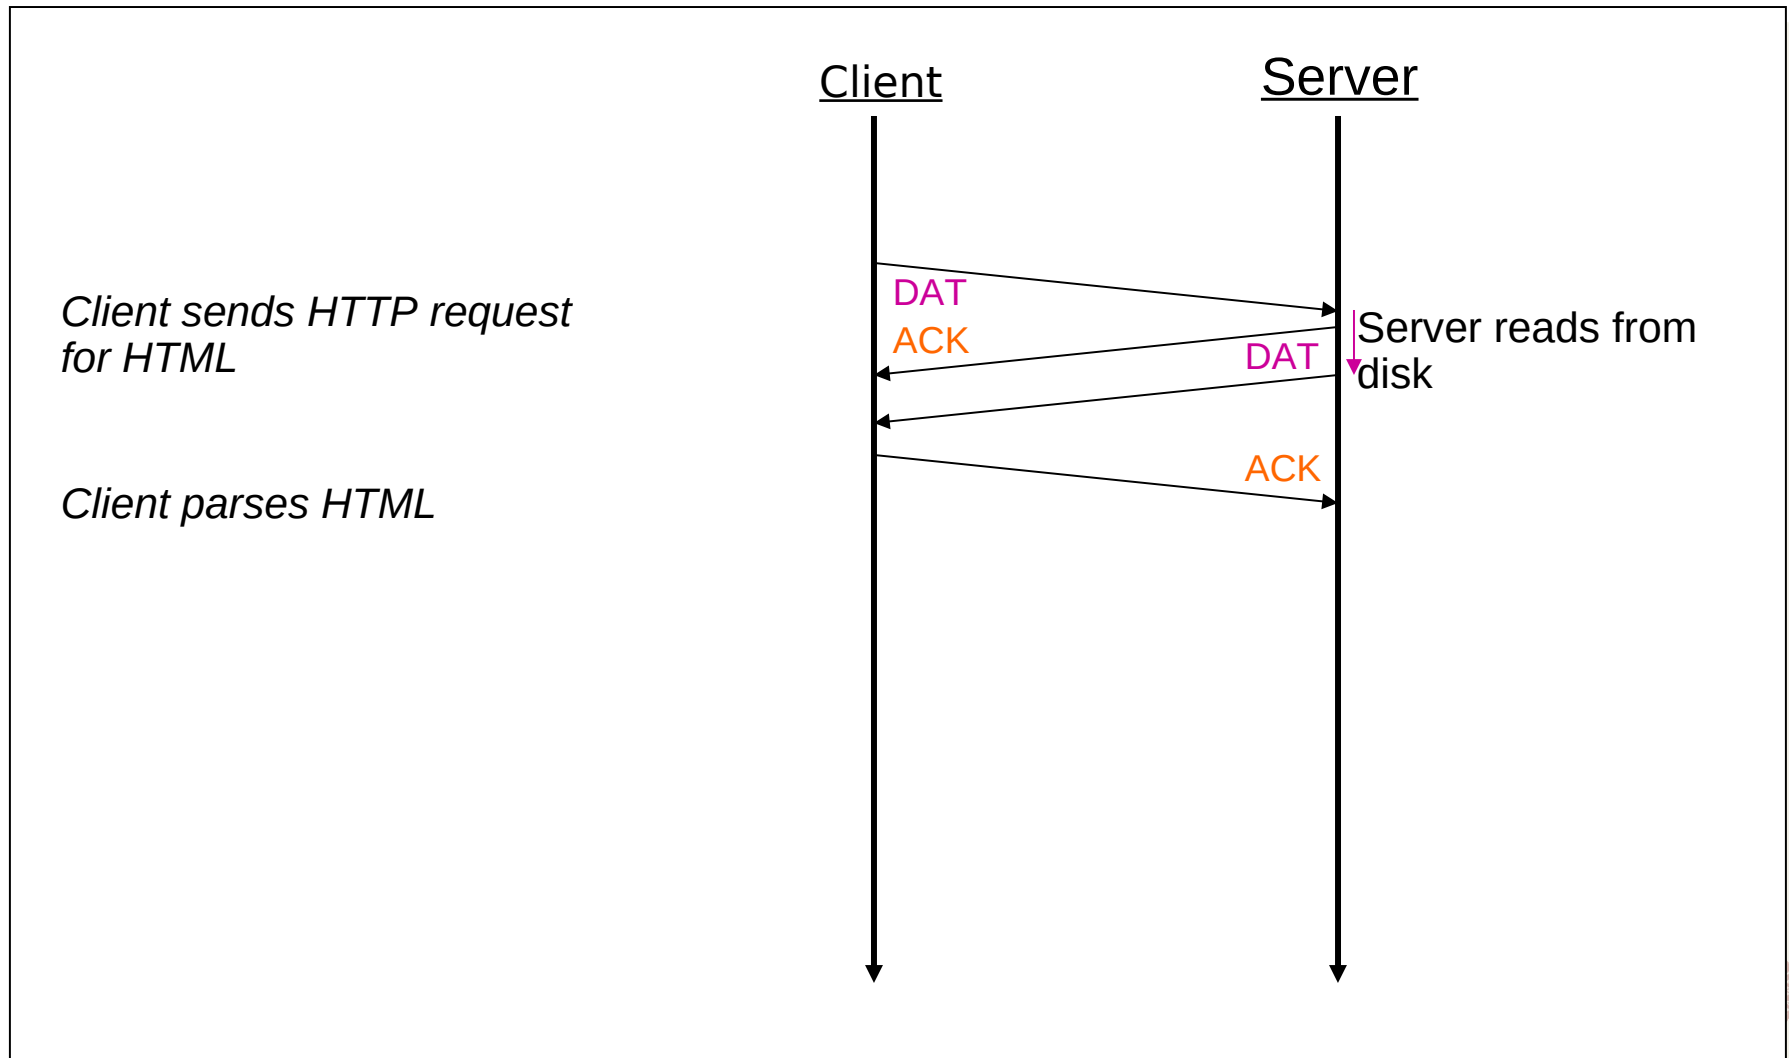 Client
Server
DAT
Client sends HTTP request
for HTML
ACK
DAT
Server reads from
disk
ACK
Client parses HTML